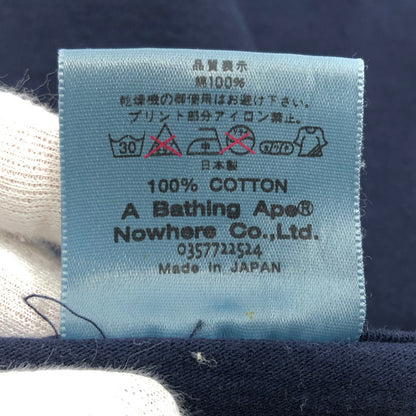 品質表示
綿100%
乾燥機の御使用はお避け下さい。
プリント部分アイロン禁止。
30 中
日本製
100% COTTON
A Bathing Ape®
Nowhere Co.,Ltd.
0357722524
Made in JAPAN